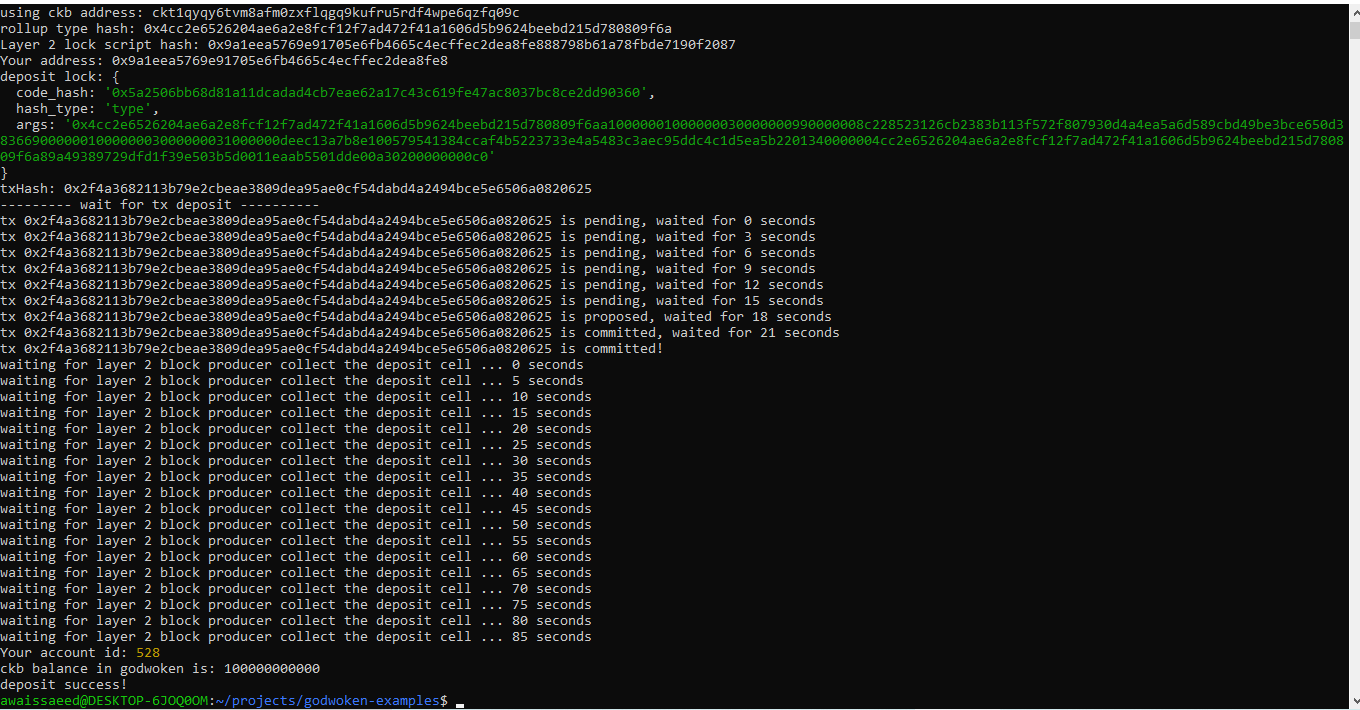 using ckb address: ckt1qyqy6tvm8afm0zxflqgq9kufru5rdf4wpe6qzfq09c
rollup type hash: 0x4cc2e6526204ae6a2e8fcf12f7ad472f41a1606d5b9624beebd215d780809f6a
Layer 2 lock script hash: 0x9a1eea5769e91705e6fb4665c4ecffec2dea8fe888798b61a78fbde7190f2087
Your address: 0x9a1eea5769e91705e6fb4665c4ecffec2dea8fe8
deposit lock: {
  code_hash: '0x5a2506bb68d81a11dcadad4cb7eae62a17c43c619fe47ac8037bc8ce2dd90360',
  hash_type: 'type',
  args: '0x4cc2e6526204ae6a2e8fcf12f7ad472f41a1606d5b9624beebd215d780809f6aa10000001000000030000000990000008c228523126cb2383b113f572f807930d4a4ea5a6d589cbd49be3bce650d3
836690000000100000003000000031000000deec13a7b8e100579541384ccaf4b5223733e4a5483c3aec95ddc4c1d5ea5b2201340000004cc2e6526204ae6a2e8fcf12f7ad472f41a1606d5b9624beebd215d7808
09f6a89a49389729dfd1f39e503b5d0011eaab5501dde00a30200000000c0'
}
txHash: 0x2f4a3682113b79e2cbeae3809dea95ae0cf54dabd4a2494bce5e6506a0820625
--------- wait for tx deposit ----------
tx 0x2f4a3682113b79e2cbeae3809dea95ae0cf54dabd4a2494bce5e6506a0820625 is pending, waited for 0 seconds
tx 0x2f4a3682113b79e2cbeae3809dea95ae0cf54dabd4a2494bce5e6506a0820625 is pending, waited for 3 seconds
tx 0x2f4a3682113b79e2cbeae3809dea95ae0cf54dabd4a2494bce5e6506a0820625 is pending, waited for 6 seconds
tx 0x2f4a3682113b79e2cbeae3809dea95ae0cf54dabd4a2494bce5e6506a0820625 is pending, waited for 9 seconds
tx 0x2f4a3682113b79e2cbeae3809dea95ae0cf54dabd4a2494bce5e6506a0820625 is pending, waited for 12 seconds
tx 0x2f4a3682113b79e2cbeae3809dea95ae0cf54dabd4a2494bce5e6506a0820625 is pending, waited for 15 seconds
tx 0x2f4a3682113b79e2cbeae3809dea95ae0cf54dabd4a2494bce5e6506a0820625 is proposed, waited for 18 seconds
tx 0x2f4a3682113b79e2cbeae3809dea95ae0cf54dabd4a2494bce5e6506a0820625 is committed, waited for 21 seconds
tx 0x2f4a3682113b79e2cbeae3809dea95ae0cf54dabd4a2494bce5e6506a0820625 is committed!
waiting for layer 2 block producer collect the deposit cell ... 0 seconds
waiting for layer 2 block producer collect the deposit cell ... 5 seconds
waiting for layer 2 block producer collect the deposit cell ... 10 seconds
waiting for layer 2 block producer collect the deposit cell ... 15 seconds
waiting for layer 2 block producer collect the deposit cell ... 20 seconds
waiting for layer 2 block producer collect the deposit cell ... 25 seconds
waiting for layer 2 block producer collect the deposit cell ... 30 seconds
waiting for layer 2 block producer collect the deposit cell ... 35 seconds
waiting for layer 2 block producer collect the deposit cell ... 40 seconds
waiting for layer 2 block producer collect the deposit cell ... 45 seconds
waiting for layer 2 block producer collect the deposit cell ... 50 seconds
waiting for layer 2 block producer collect the deposit cell ... 55 seconds
waiting for layer 2 block producer collect the deposit cell ... 60 seconds
waiting for layer 2 block producer collect the deposit cell ... 65 seconds
waiting for layer 2 block producer collect the deposit cell ... 70 seconds
waiting for layer 2 block producer collect the deposit cell ... 75 seconds
waiting for layer 2 block producer collect the deposit cell ... 80 seconds
waiting for layer 2 block producer collect the deposit cell ... 85 seconds
Your account id: 528
ckb balance in godwoken is: 100000000000
deposit success!
awaissaeed@DESKTOP-6JOQ0OM:~/projects/godwoken-examples$